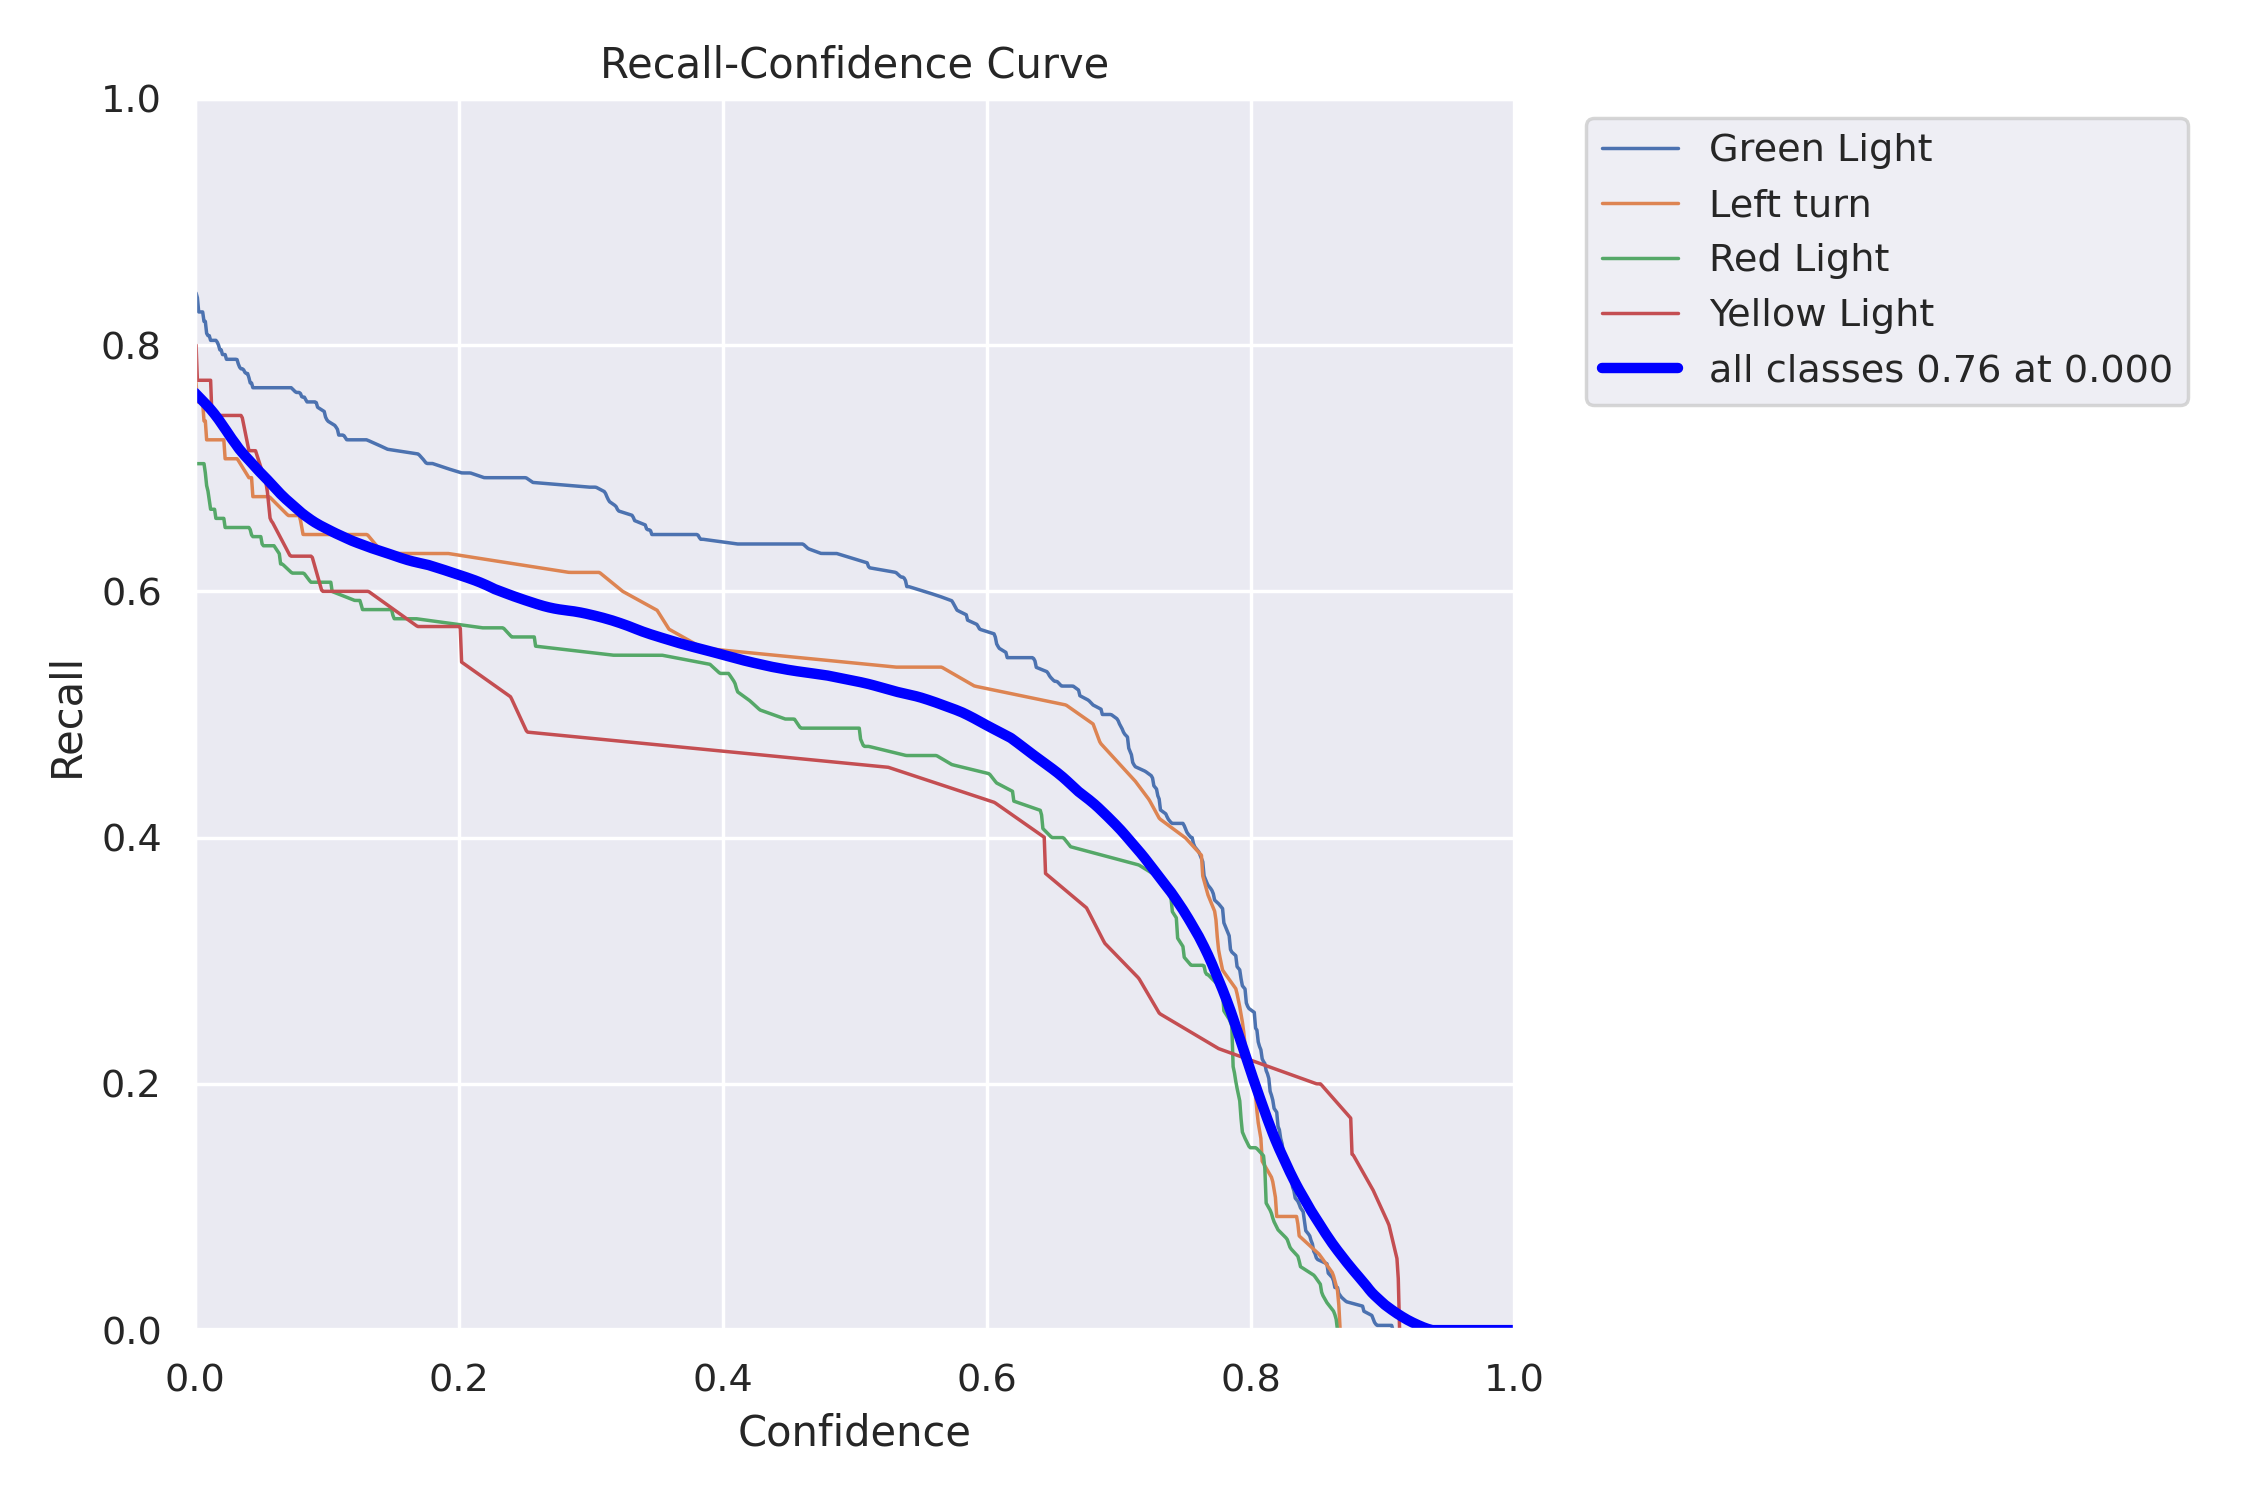 Recall-Confidence Curve
1.0
0.8
0.6
0.4
0.2
0.0
Recall
0.0 0.2 0.4 0.6 0.8 1.0
Confidence
Green Light
Left turn
Red Light
Yellow Light
all classes 0.76 at 0.000